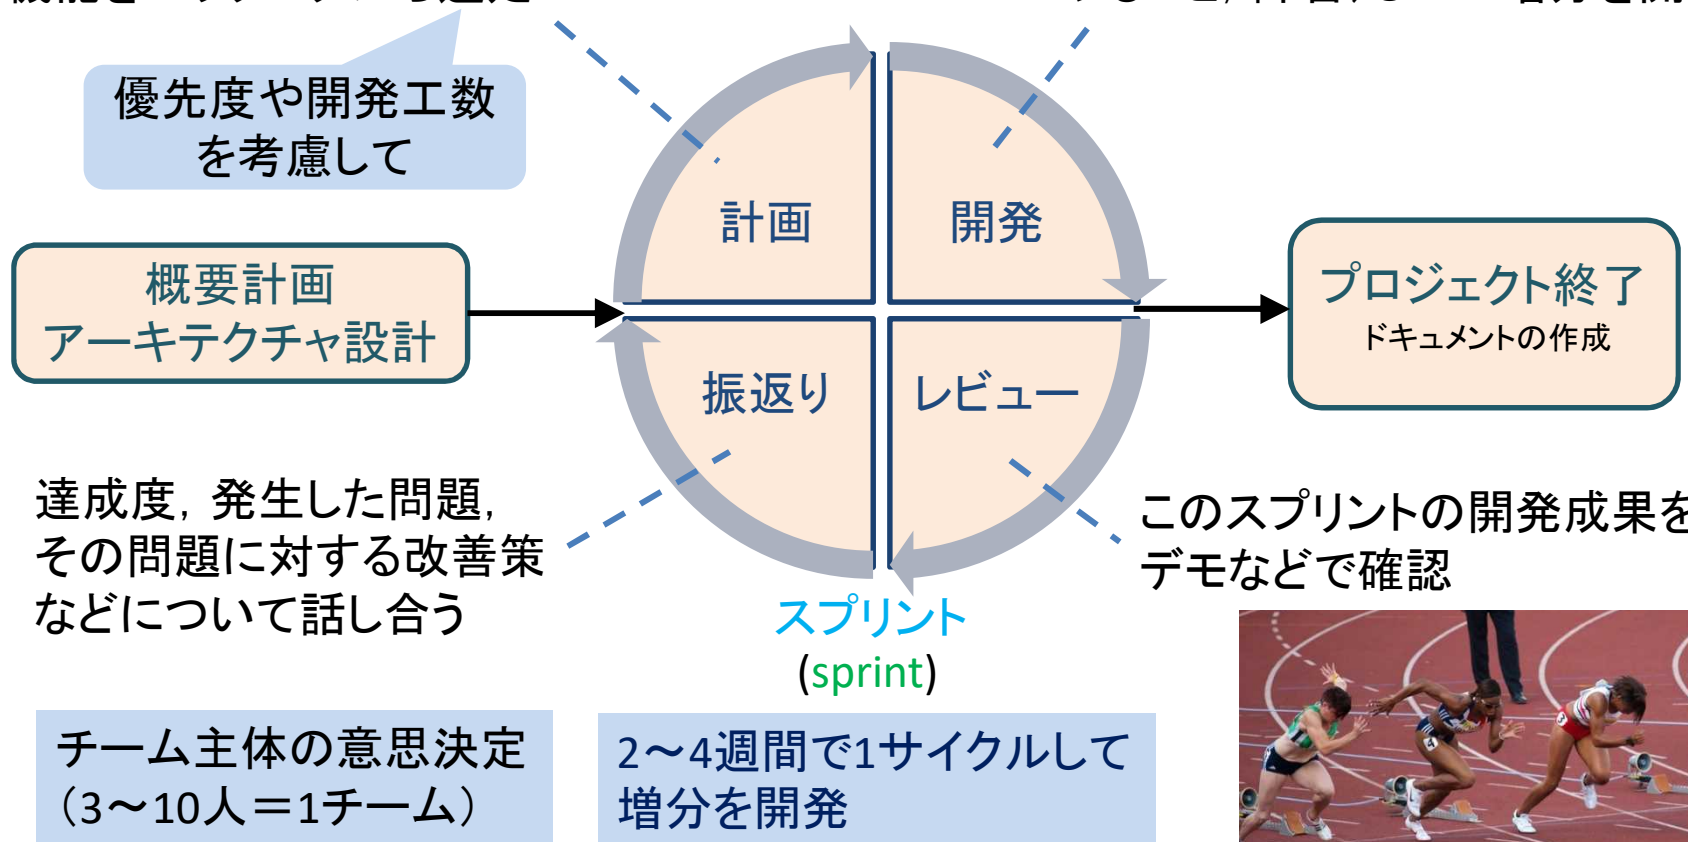 優先度や開発工数
を考慮して
計画
開発
概要計画
アーキテクチャ設計
プロジェクト終了
ドキュメントの作成
振返り
レビュー
達成度，発生した問題，
その問題に対する改善策
などについて話し合う
このスプリントの開発成果を
デモなどで確認
スプリント
(sprint)
チーム主体の意思決定
（3～10人＝1チーム）
2～4週間で1サイクルして
増分を開発